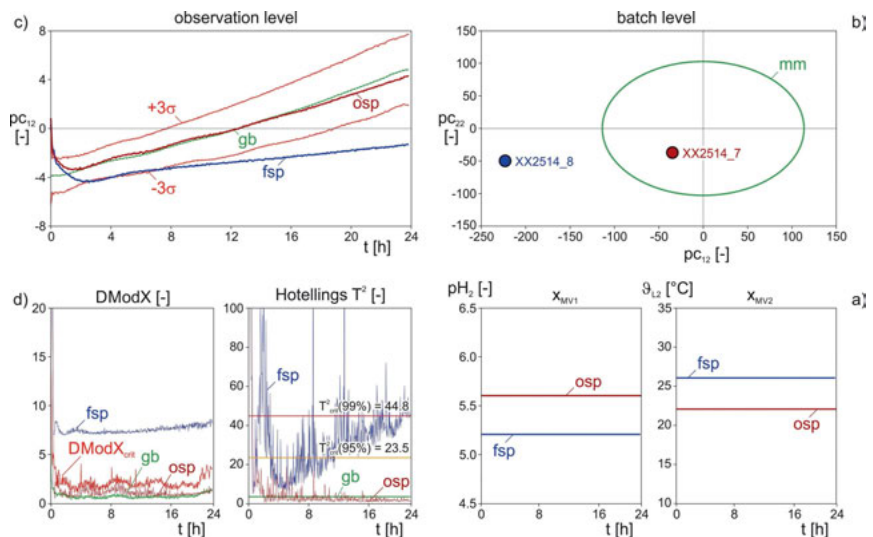 c) observation level
8
4
pc12
[-]
0
-4
-8
+3σ
osp
gb
fsp
-3σ
0 4 8 12 16 20 24
t [h]
batch level b)
150
100
pc22
[-]
50
0
-50
-100
-150
mm
XX2514_8
XX2514_7
-250 -200 -150 -100 -50 0 50 100 150
pc12 [-]
d) DModX [-]
20
15
10
5
0
fsp
DModXcrit
gb
osp
0 8 16 24
t [h]
Hotellings T² [-]
100
80
60
40
20
0
fsp
T²crit(99%) = 44.8
T²crit(95%) = 23.5
gb
osp
0 8 16 24
t [h]
pH2 [-] xMV1
6.5
6.0
5.5
5.0
4.5
osp
fsp
0 8 16 24
t [h]
ϑL2 [°C] xMV2 a)
35
30
25
20
15
10
fsp
osp
0 8 16 24
t [h]